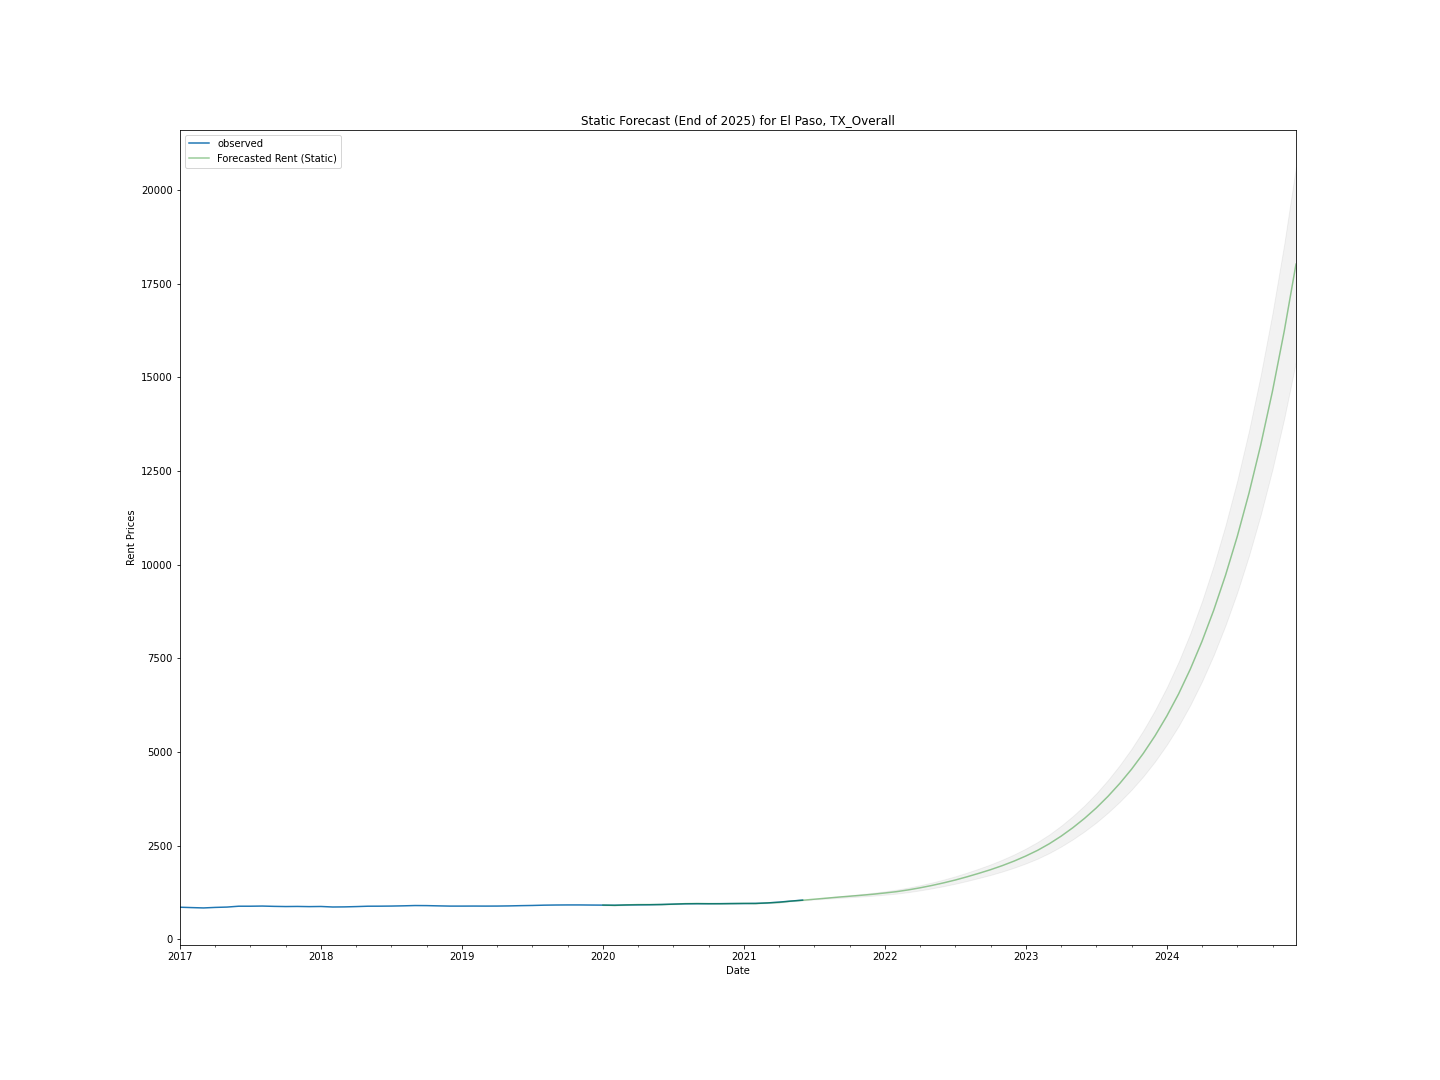 Static Forecast (End of 2025) for El Paso, TX_Overall
observed
Forecasted Rent (Static)
20000
17500
15000
12500
10000
7500
5000
2500
0
Rent Prices
2017 2018 2019 2020 2021 2022 2023 2024
Date